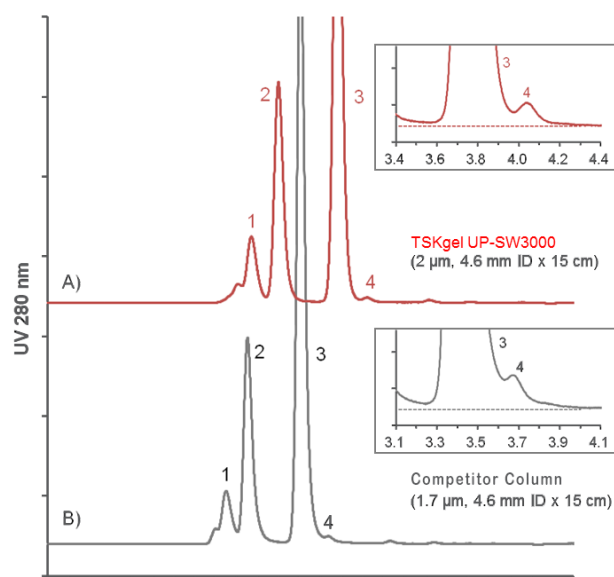 UV 280 nm
A)
1
2
3
4
3
4
3.4 3.6 3.8 4.0 4.2 4.4
TSKgel UP-SW3000
(2 µm, 4.6 mm ID x 15 cm)
B)
1
2
3
4
3
4
3.1 3.3 3.5 3.7 3.9 4.1
Competitor Column
(1.7 µm, 4.6 mm ID x 15 cm)